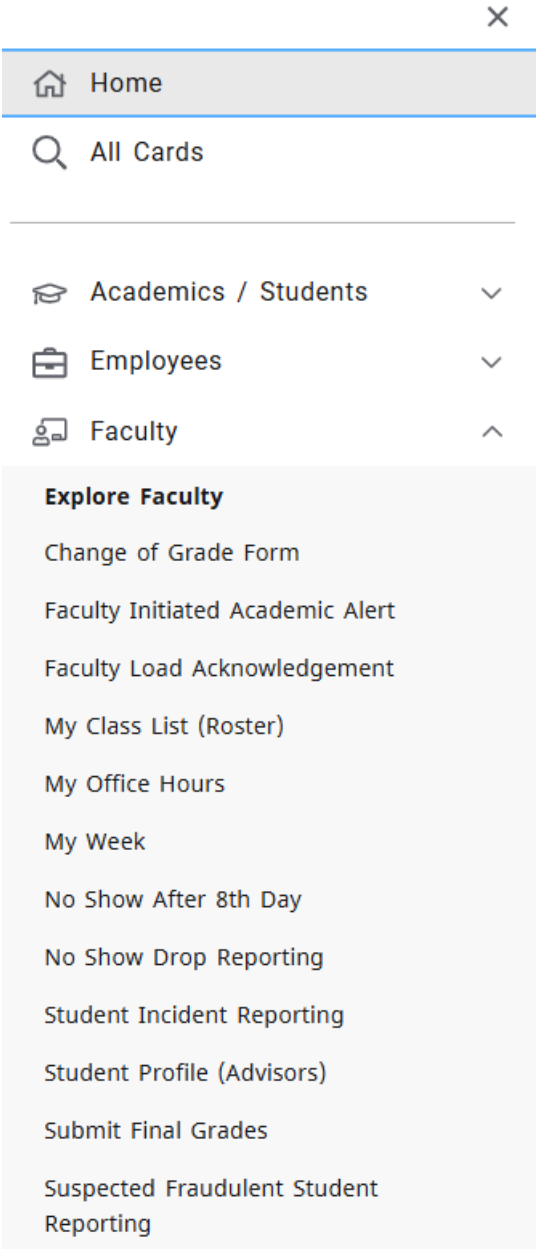 Home
All Cards
Academics / Students
Employees
Faculty
Explore Faculty
Change of Grade Form
Faculty Initiated Academic Alert
Faculty Load Acknowledgement
My Class List (Roster)
My Office Hours
My Week
No Show After 8th Day
No Show Drop Reporting
Student Incident Reporting
Student Profile (Advisors)
Submit Final Grades
Suspected Fraudulent Student
Reporting